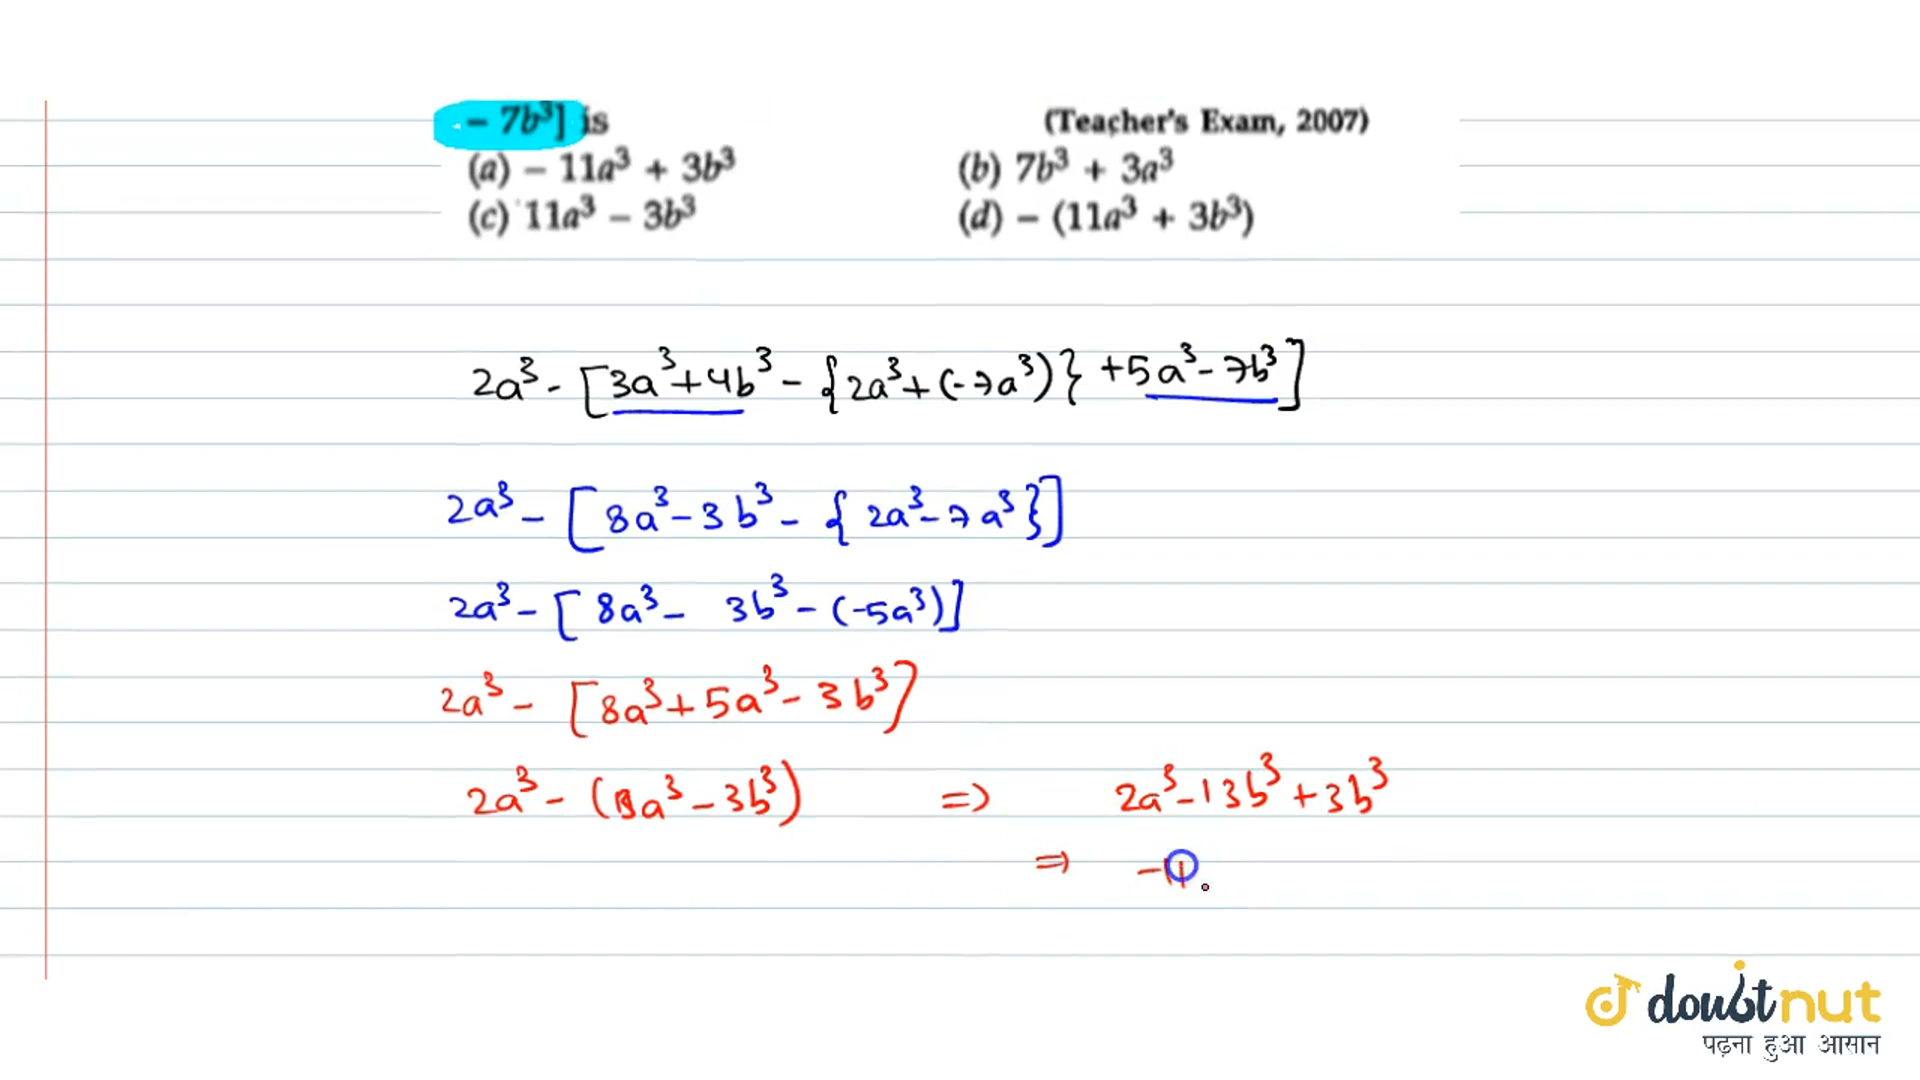 – 7b³] is (Teacher's Exam, 2007)
(a) – 11a³ + 3b³ (b) 7b³ + 3a³
(c) 11a³ – 3b³ (d) – (11a³ + 3b³)
2a³ - [3a³ + 4b³ - {2a³ + (-7a³)} + 5a³ - 7b³]
2a³ - [8a³ - 3b³ - {2a³ - 7a³}]
2a³ - [8a³ - 3b³ - (-5a³)]
2a³ - [8a³ + 5a³ - 3b³]
2a³ - (13a³ - 3b³) => 2a³ - 13b³ + 3b³
=> -11
doubtnut
पढ़ना हुआ आसान